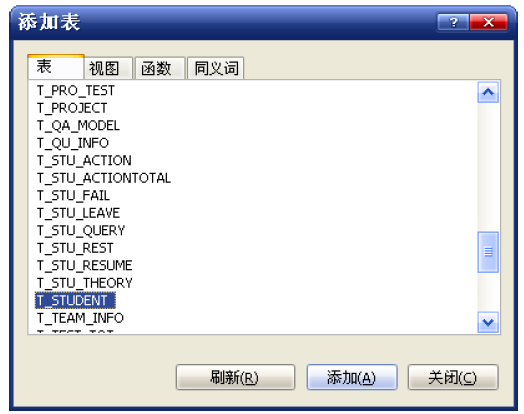 添加表
表 视图 函数 同义词
T_PRO_TEST
T_PROJECT
T_QA_MODEL
T_QU_INFO
T_STU_ACTION
T_STU_ACTIONTOTAL
T_STU_FAIL
T_STU_LEAVE
T_STU_QUERY
T_STU_REST
T_STU_RESUME
T_STU_THEORY
T_STUDENT
T_TEAM_INFO
刷新(R) 添加(A) 关闭(C)